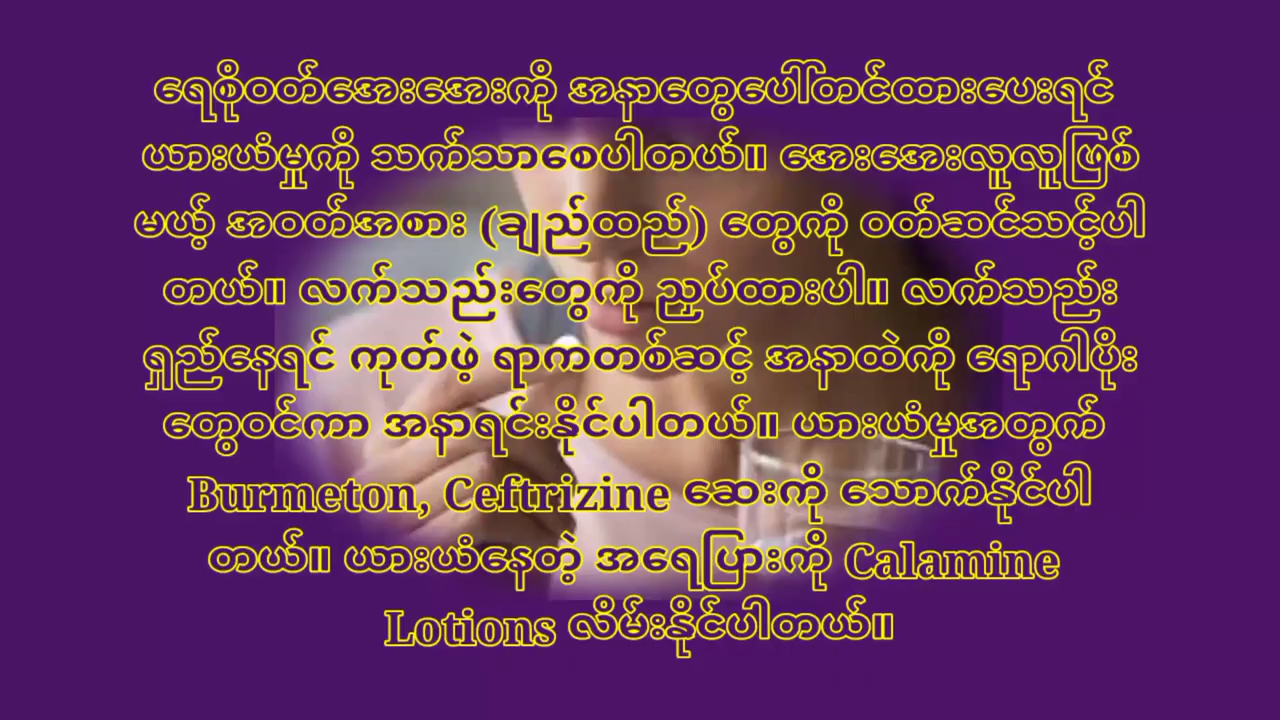 ရေစိုဝတ်အေးအေးကို အနာတွေပေါ်တင်ထားပေးရင်
ယားယံမှုကို သက်သာစေပါတယ်။ အေးအေးလူလူဖြစ်
မယ့် အဝတ်အစား (ချည်ထည်) တွေကို ဝတ်ဆင်သင့်ပါ
တယ်။ လက်သည်းတွေကို ညှပ်ထားပါ။ လက်သည်း
ရှည်နေရင် ကုတ်ဖဲ့ ရာကတစ်ဆင့် အနာထဲကို ရောဂါပိုး
တွေဝင်ကာ အနာရင်းနိုင်ပါတယ်။ ယားယံမှုအတွက်
Burmeton, Ceftrizine ဆေးကို သောက်နိုင်ပါ
တယ်။ ယားယံနေတဲ့ အရေပြားကို Calamine
Lotions လိမ်းနိုင်ပါတယ်။